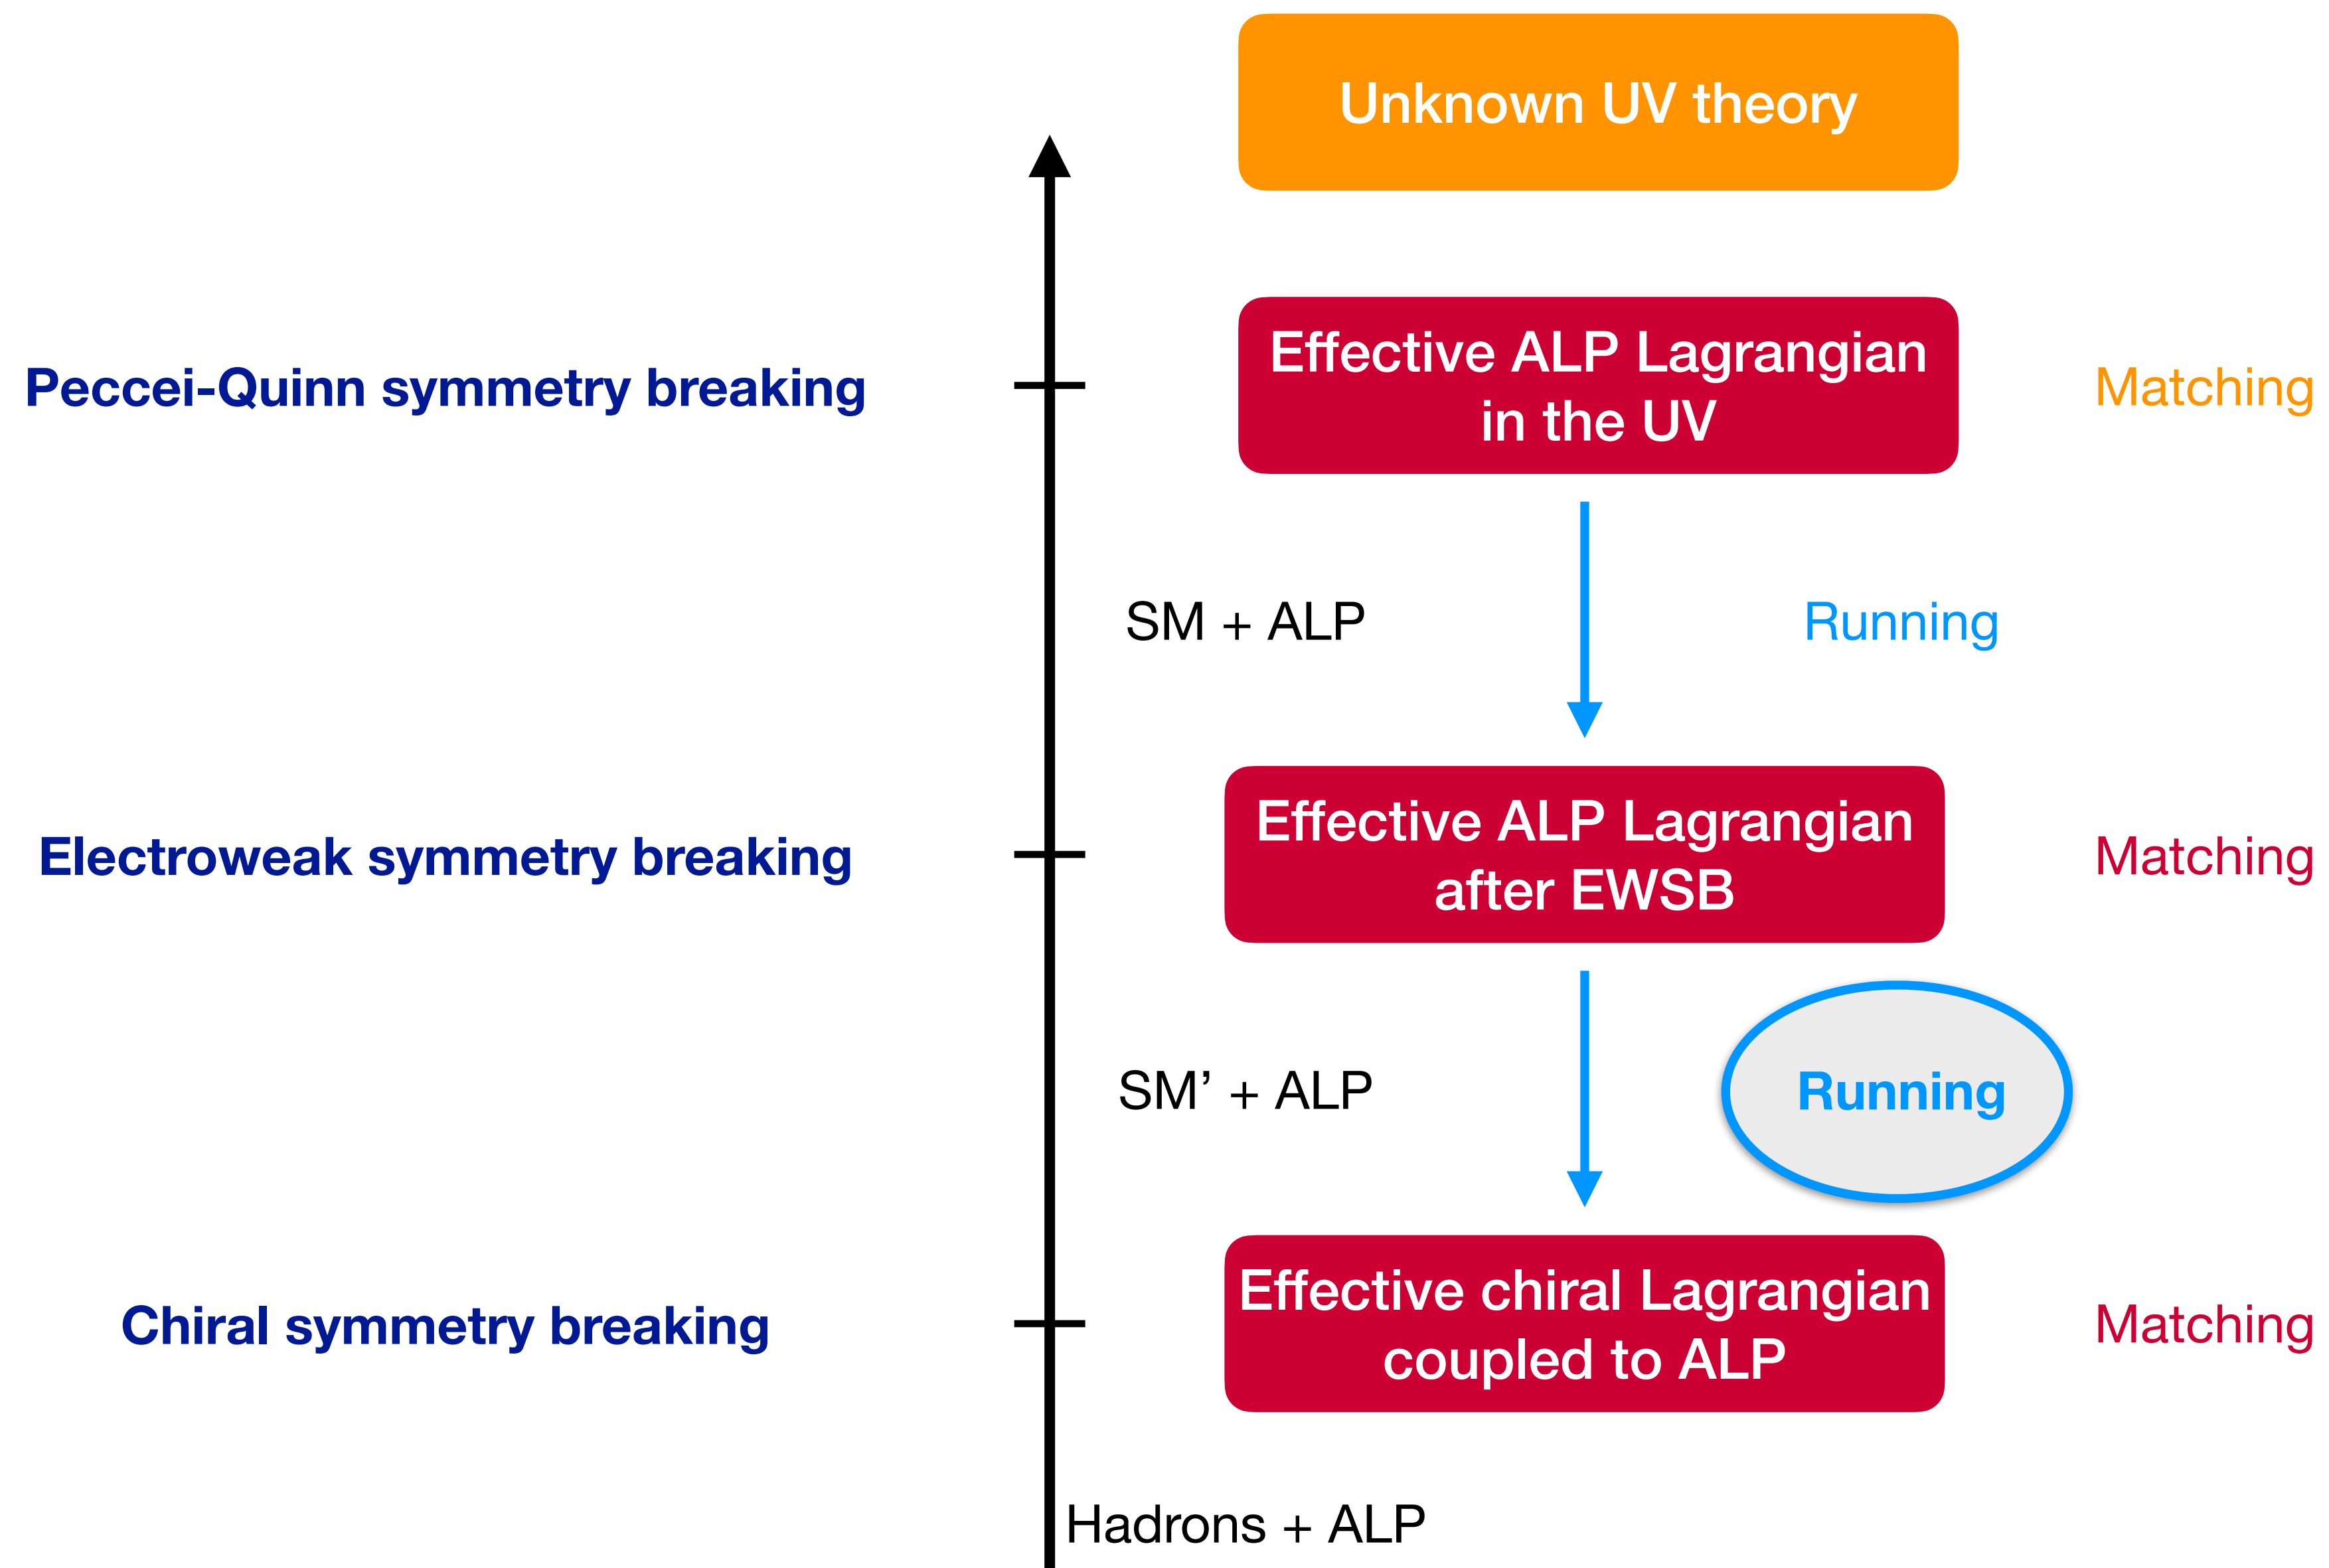 Unknown UV theory
Peccei-Quinn symmetry breaking
Effective ALP Lagrangian
in the UV
Matching
SM + ALP
Running
Electroweak symmetry breaking
Effective ALP Lagrangian
after EWSB
Matching
SM’ + ALP
Running
Chiral symmetry breaking
Effective chiral Lagrangian
coupled to ALP
Matching
Hadrons + ALP